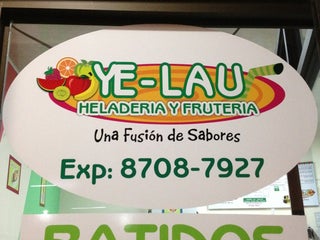 YE-LAU
HELADERIA Y FRUTERIA
Una Fusión de Sabores
Exp: 8708-7927
BATIDOS